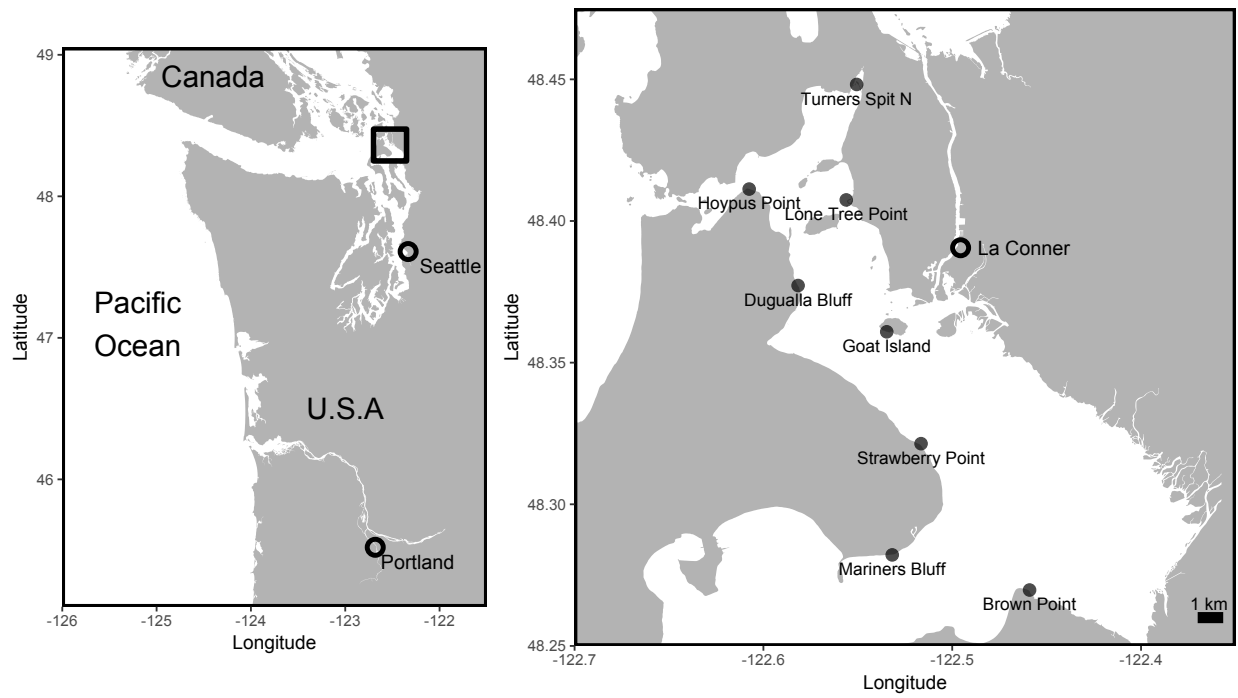 49
48
47
46
Latitude
Canada
Seattle
Pacific
Ocean
U.S.A
Portland
-126
-125
-124
-123
-122
Longitude
48.45
48.40
48.35
48.30
48.25
Latitude
Turners Spit N
Hoypus Point
Lone Tree Point
La Conner
Dugualla Bluff
Goat Island
Strawberry Point
Mariners Bluff
Brown Point
1 km
-122.7
-122.6
-122.5
-122.4
Longitude